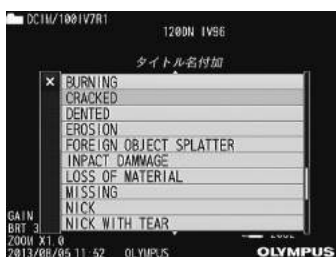 DCIM/100IV7R1
120DN IV96
タイトル名付加
× BURNING
CRACKED
DENTED
EROSION
FOREIGN OBJECT SPLATTER
INPACT DAMMAGE
LOSS OF MATERIAL
MISSING
NICK
NICK WITH TEAR
GAIN
BRT 3
ZOOM X1.0
2013/08/05 11:52 OLYMPUS
OLYMPUS